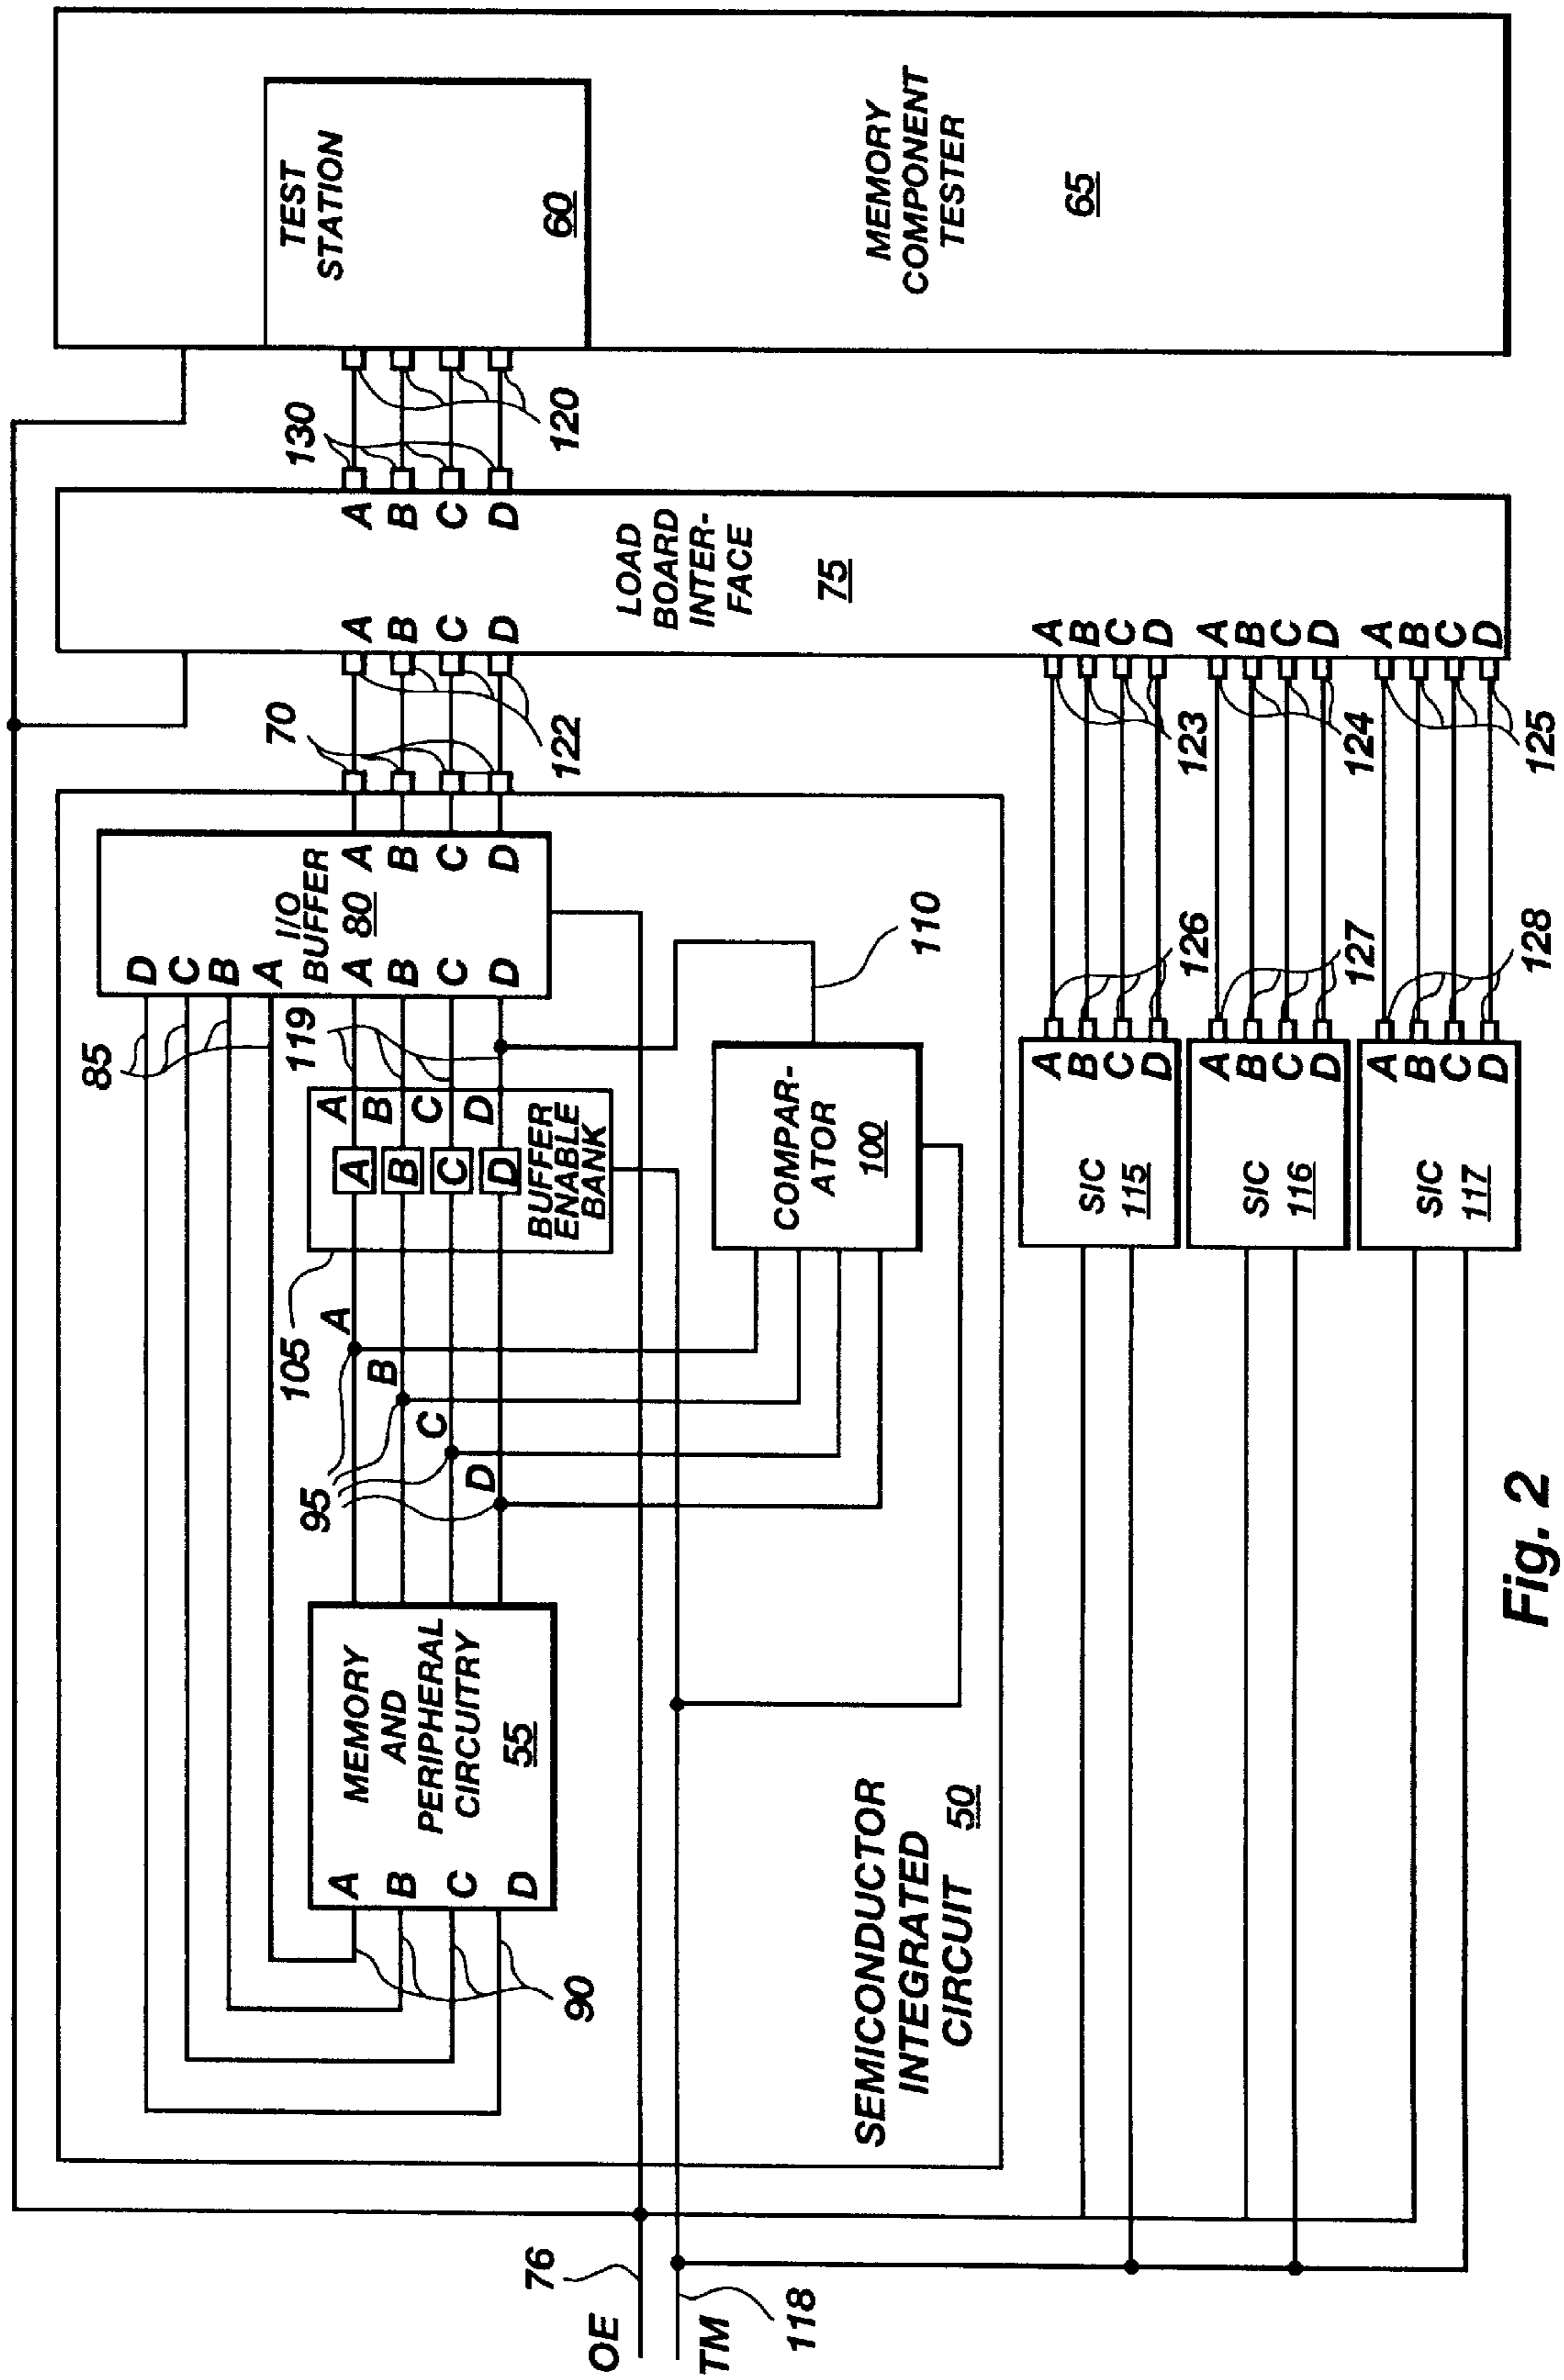 OE
76
TM
118
SEMICONDUCTOR
INTEGRATED
CIRCUIT 50
MEMORY
AND
PERIPHERAL
CIRCUITRY
55
A
B
C
D
90
95
A
B
C
D
105
BUFFER
ENABLE
BANK
A
B
C
D
A
B
C
D
119
85
COMPAR-
ATOR
100
110
I/O
BUFFER
80
D
C
B
A
A
B
C
D
A
B
C
D
70
122
LOAD
BOARD
INTER-
FACE
75
A
B
C
D
A
B
C
D
130
120
TEST
STATION
60
MEMORY
COMPONENT
TESTER
65
SIC
115
A
B
C
D
126
123
A
B
C
D
SIC
116
A
B
C
D
127
124
A
B
C
D
SIC
117
A
B
C
D
128
125
A
B
C
D
Fig. 2